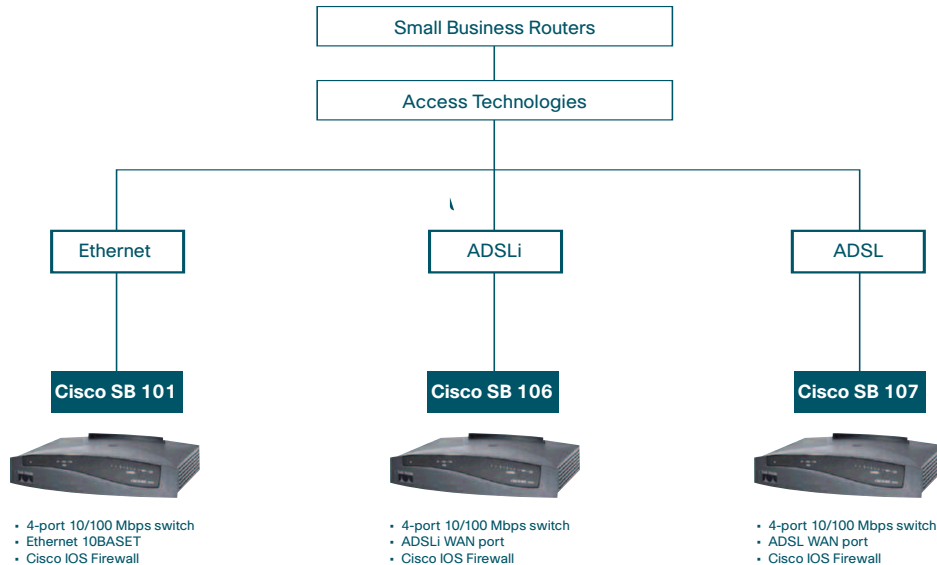 Small Business Routers
Access Technologies
Ethernet
ADSLi
ADSL
Cisco SB 101
Cisco SB 106
Cisco SB 107
▪ 4-port 10/100 Mbps switch
▪ Ethernet 10BASET
▪ Cisco IOS Firewall
▪ 4-port 10/100 Mbps switch
▪ ADSLi WAN port
▪ Cisco IOS Firewall
▪ 4-port 10/100 Mbps switch
▪ ADSL WAN port
▪ Cisco IOS Firewall